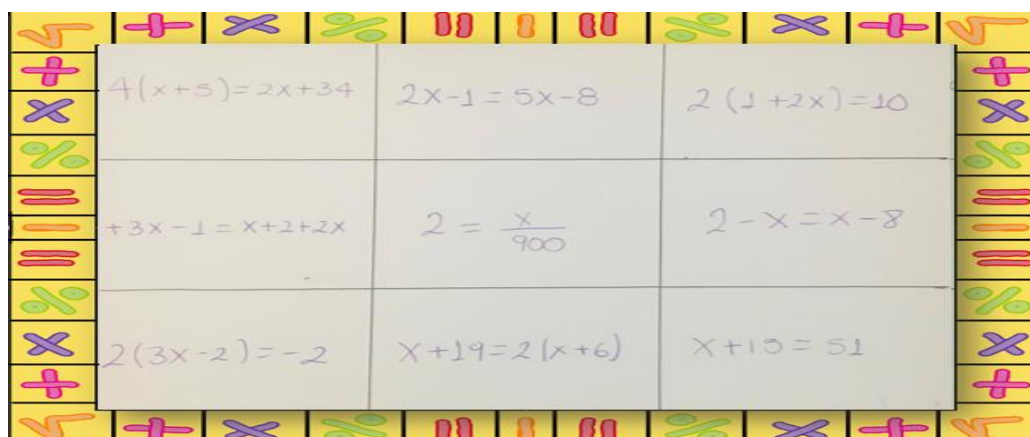 4(x+5)=2x+34
2x-1=5x-8
2(1+2x)=10
+3x-1=x+2+2x
2 = x/900
2-x=x-8
2(3x-2)=-2
x+19=2(x+6)
x+15=51